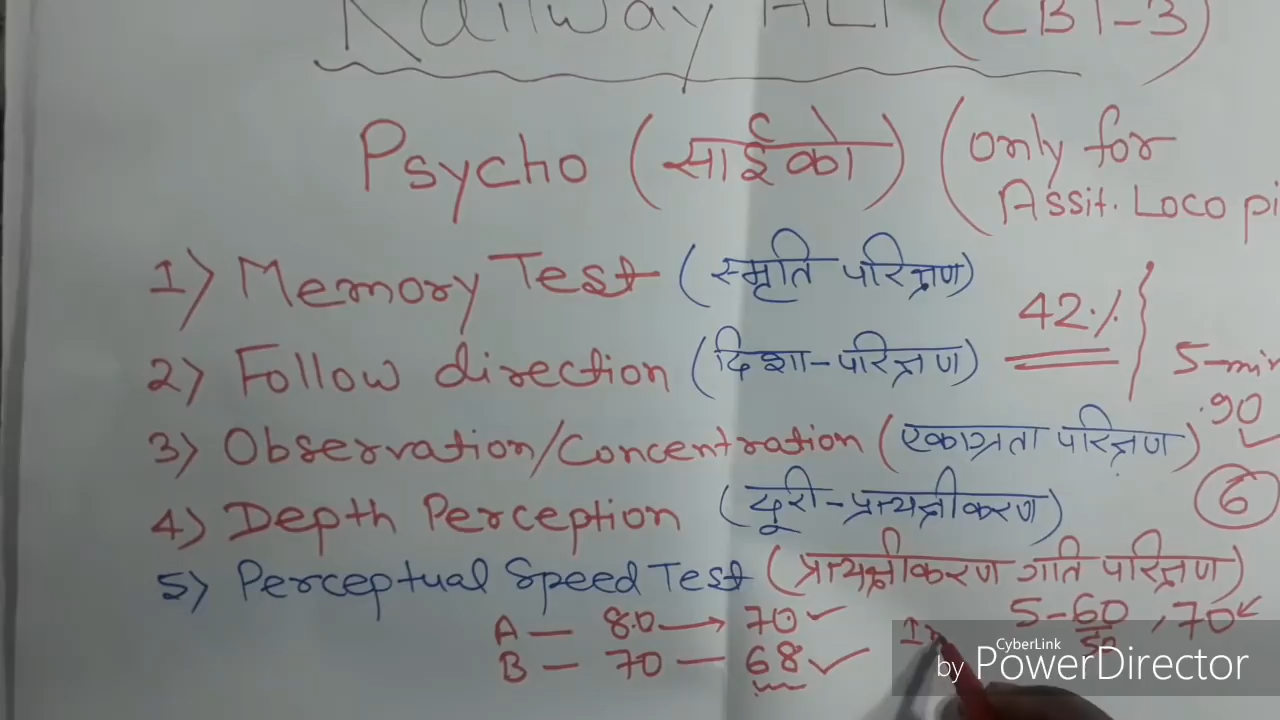 Railway ALP (CBT-3)
Psycho (साईको) (only for
Assit. Loco pi
1) Memory Test (स्मृति परिक्षण)
42%
2) Follow direction (दिशा-परिक्षण)
5-min
90
3) Observation/Concentration (एकाग्रता परिक्षण)
6
4) Depth Perception (दूरी-प्रत्यक्षीकरण)
5) Perceptual Speed Test (प्रत्यक्षीकरण गति परिक्षण)
A — 80 → 70 ✓
5-60, 70
50
B — 70 — 68 ✓
CyberLink
by PowerDirector